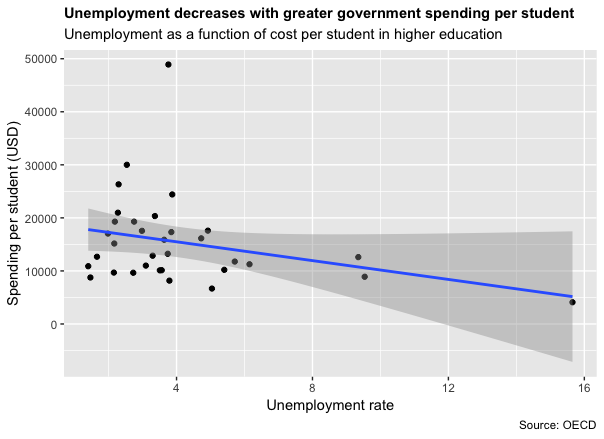 Unemployment decreases with greater government spending per student
Unemployment as a function of cost per student in higher education
50000
40000
30000
20000
10000
0
Spending per student (USD)
4 8 12 16
Unemployment rate
Source: OECD